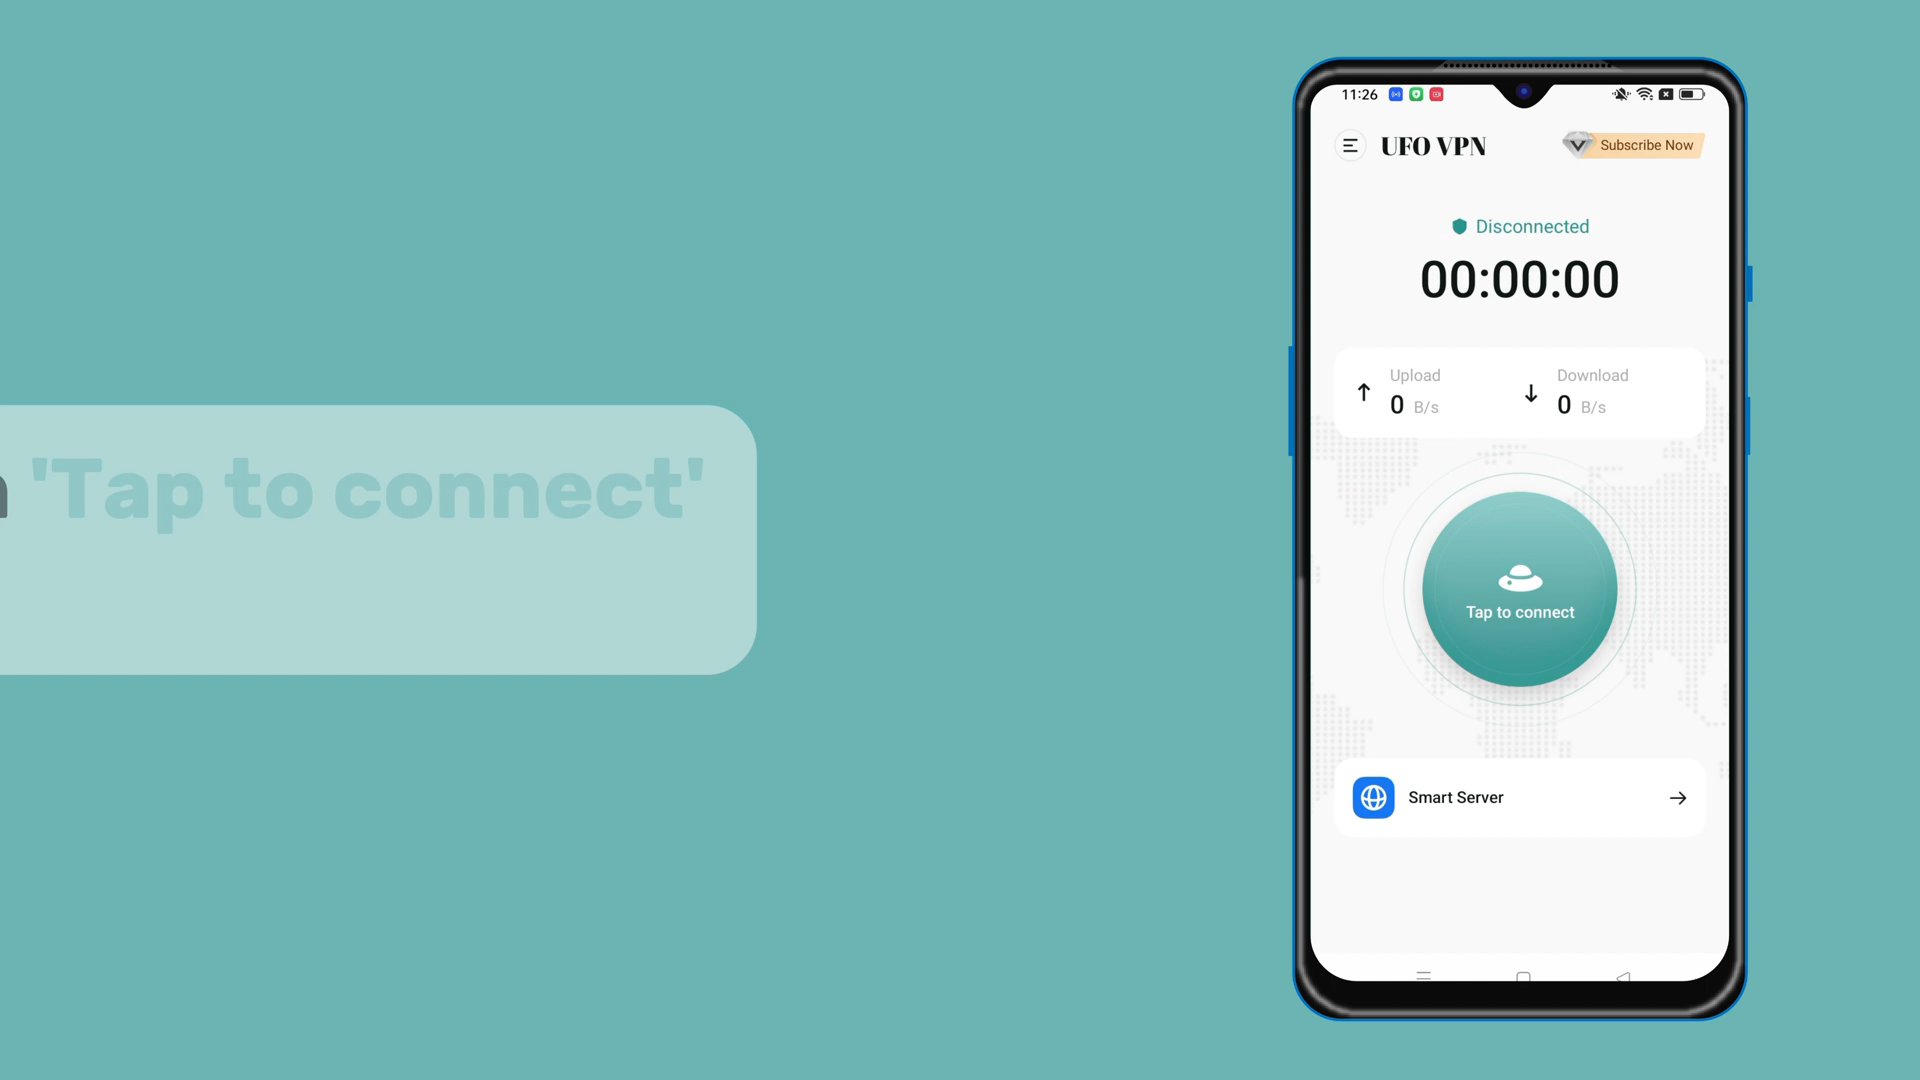 'Tap to connect'
11:26
UFO VPN
Subscribe Now
Disconnected
00:00:00
Upload
0 B/s
Download
0 B/s
Tap to connect
Smart Server